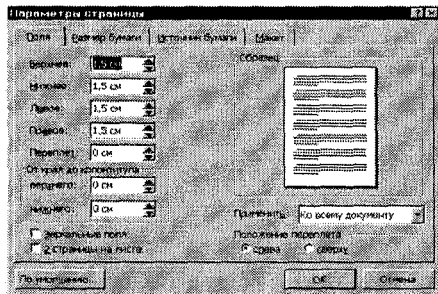 Параметры страницы
Поля Размер бумаги Источник бумаги Макет
Верхнее: 1,5 см
Нижнее: 1,5 см
Левое: 1,5 см
Правое: 1,5 см
Переплет: 0 см
От края до колонтитула
верхнего: 0 см
нижнего: 0 см
зеркальные поля
2 страницы на листе
Образец
Применить: Ко всему документу
Положение переплета
слева сверху
По умолчанию... ОК Отмена